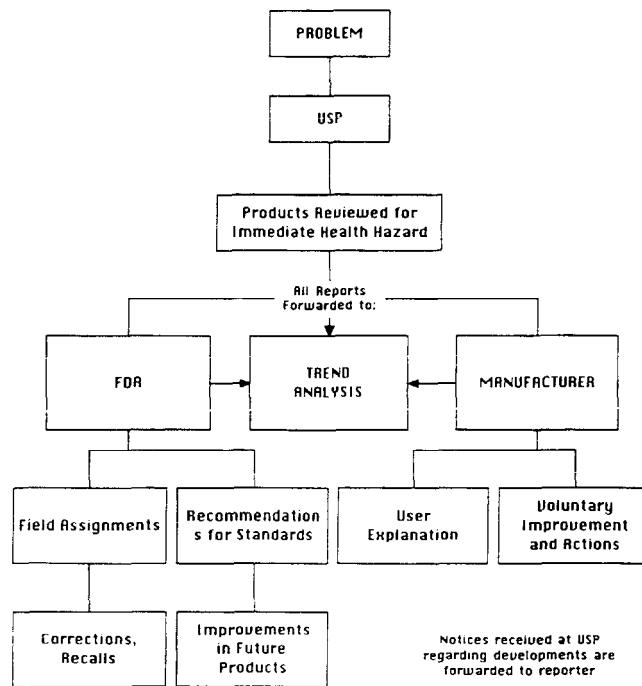 PROBLEM
USP
Products Reviewed for
Immediate Health Hazard
All Reports
Forwarded to:
FDA
TREND
ANALYSIS
MANUFACTURER
Field Assignments
Recommendation
s for Standards
User
Explanation
Voluntary
Improvement
and Actions
Corrections,
Recalls
Improvements
in Future
Products
Notices received at USP
regarding developments are
forwarded to reporter